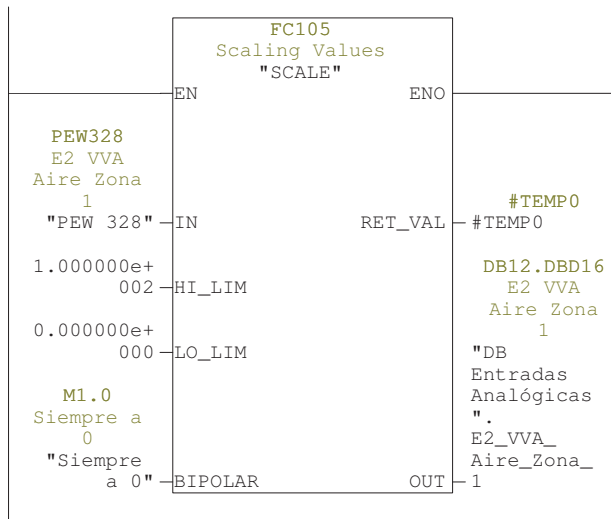 FC105
Scaling Values
"SCALE"
EN
ENO
PEW328
E2 VVA
Aire Zona
1
"PEW 328"
IN
#TEMP0
RET_VAL
#TEMP0
1.000000e+
002
HI_LIM
DB12.DBD16
E2 VVA
Aire Zona
1
0.000000e+
000
LO_LIM
"DB
Entradas
Analógicas
".
E2_VVA_
Aire_Zona_
1
M1.0
Siempre a
0
"Siempre
a 0"
BIPOLAR
OUT